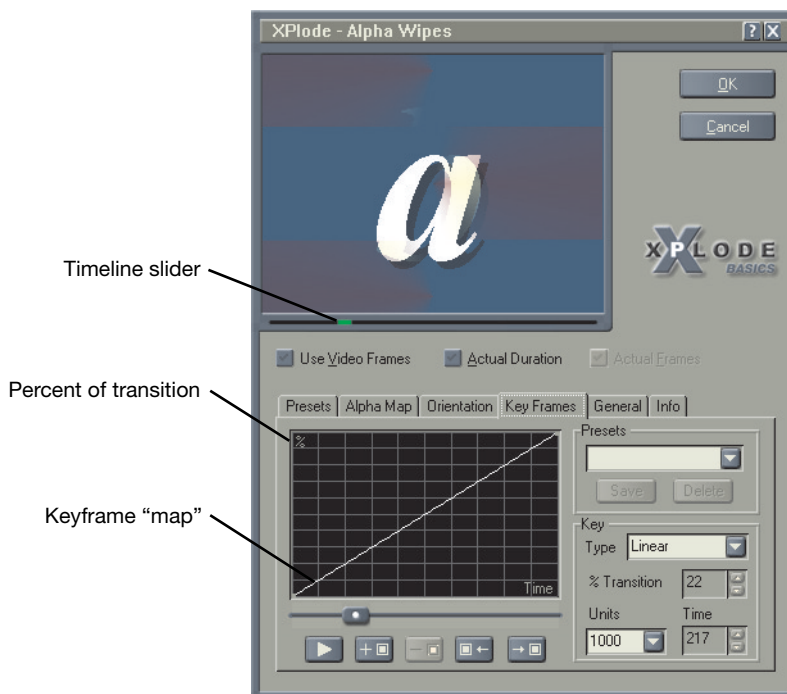 XPlode - Alpha Wipes
OK
Cancel
a
XPLODE
BASICS
Timeline slider
Use Video Frames
Actual Duration
Actual Frames
Percent of transition
Presets
Alpha Map
Orientation
Key Frames
General
Info
%
Presets
Save
Delete
Keyframe “map”
Key
Type
Linear
Time
% Transition
22
Units
Time
1000
217